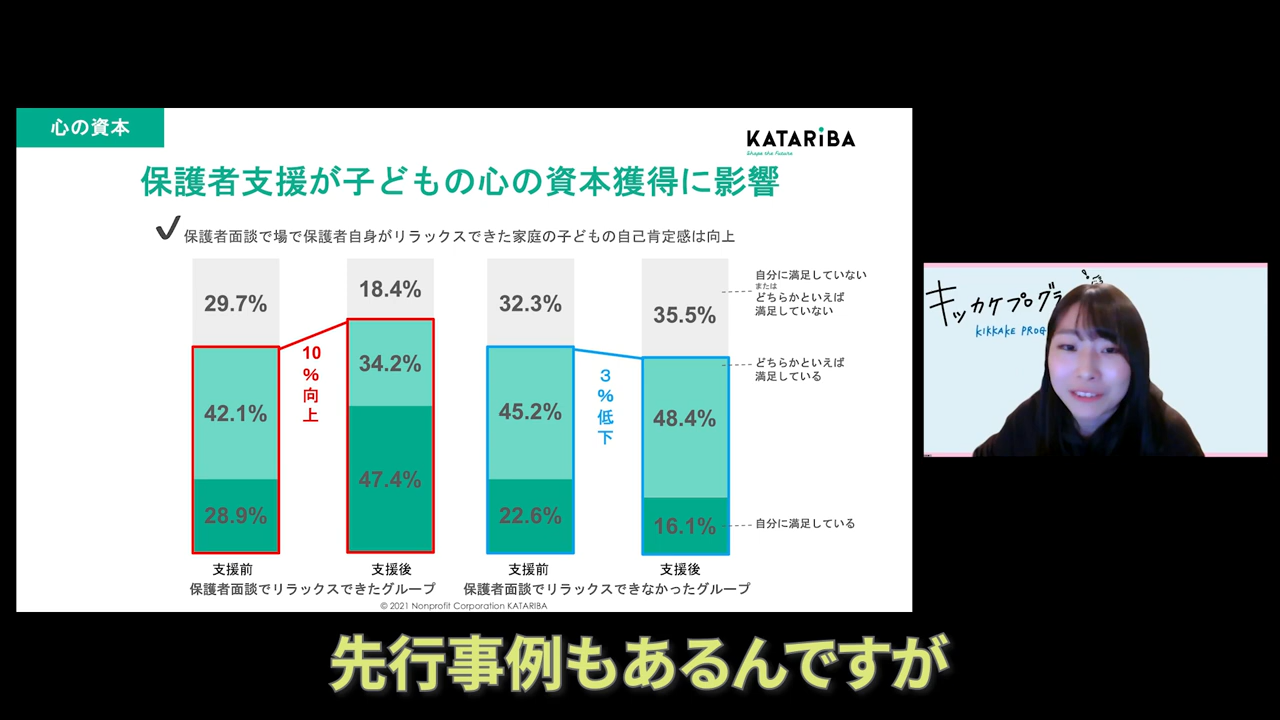 心の資本
KATARiBA
Shape the Future
保護者支援が子どもの心の資本獲得に影響
保護者面談で場で保護者自身がリラックスできた家庭の子どもの自己肯定感は向上
29.7%
42.1%
28.9%
10%向上
18.4%
34.2%
47.4%
32.3%
45.2%
22.6%
3%低下
35.5%
48.4%
16.1%
自分に満足していない
または
どちらかといえば
満足していない
どちらかといえば
満足している
自分に満足している
支援前
支援後
支援前
支援後
保護者面談でリラックスできたグループ
保護者面談でリラックスできなかったグループ
© 2021 Nonprofit Corporation KATARIBA
キッカケプログラ
KIKKAKE PROG
先行事例もあるんですが